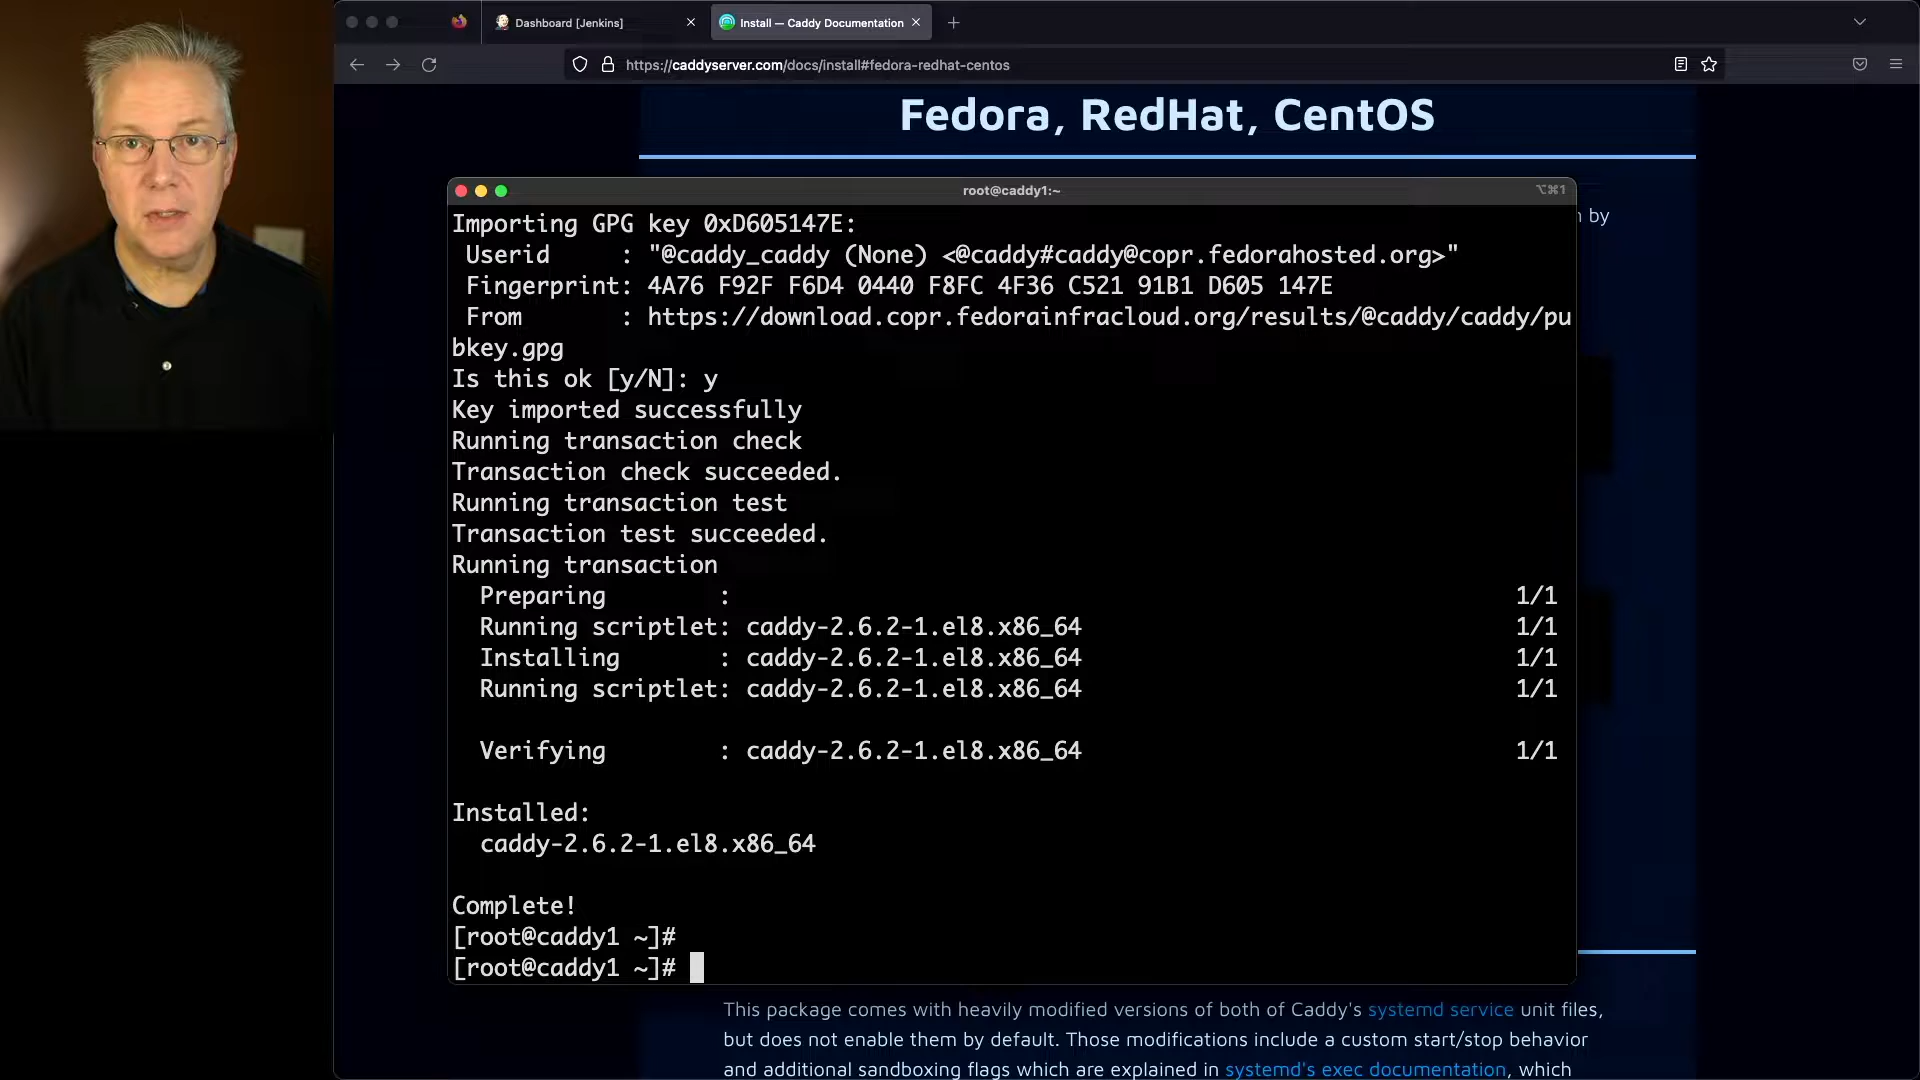 Dashboard [Jenkins]
Install — Caddy Documentation
https://caddyserver.com/docs/install#fedora-redhat-centos
Fedora, RedHat, CentOS
root@caddy1:~
⌥⌘1
by
Importing GPG key 0xD605147E:
Userid : "@caddy_caddy (None) <@caddy#caddy@copr.fedorahosted.org>"
Fingerprint: 4A76 F92F F6D4 0440 F8FC 4F36 C521 91B1 D605 147E
From : https://download.copr.fedorainfracloud.org/results/@caddy/caddy/pu
bkey.gpg
Is this ok [y/N]: y
Key imported successfully
Running transaction check
Transaction check succeeded.
Running transaction test
Transaction test succeeded.
Running transaction
Preparing : 1/1
Running scriptlet: caddy-2.6.2-1.el8.x86_64 1/1
Installing : caddy-2.6.2-1.el8.x86_64 1/1
Running scriptlet: caddy-2.6.2-1.el8.x86_64 1/1
Verifying : caddy-2.6.2-1.el8.x86_64 1/1
Installed:
caddy-2.6.2-1.el8.x86_64
Complete!
[root@caddy1 ~]#
[root@caddy1 ~]#
This package comes with heavily modified versions of both of Caddy's systemd service unit files,
but does not enable them by default. Those modifications include a custom start/stop behavior
and additional sandboxing flags which are explained in systemd's exec documentation, which